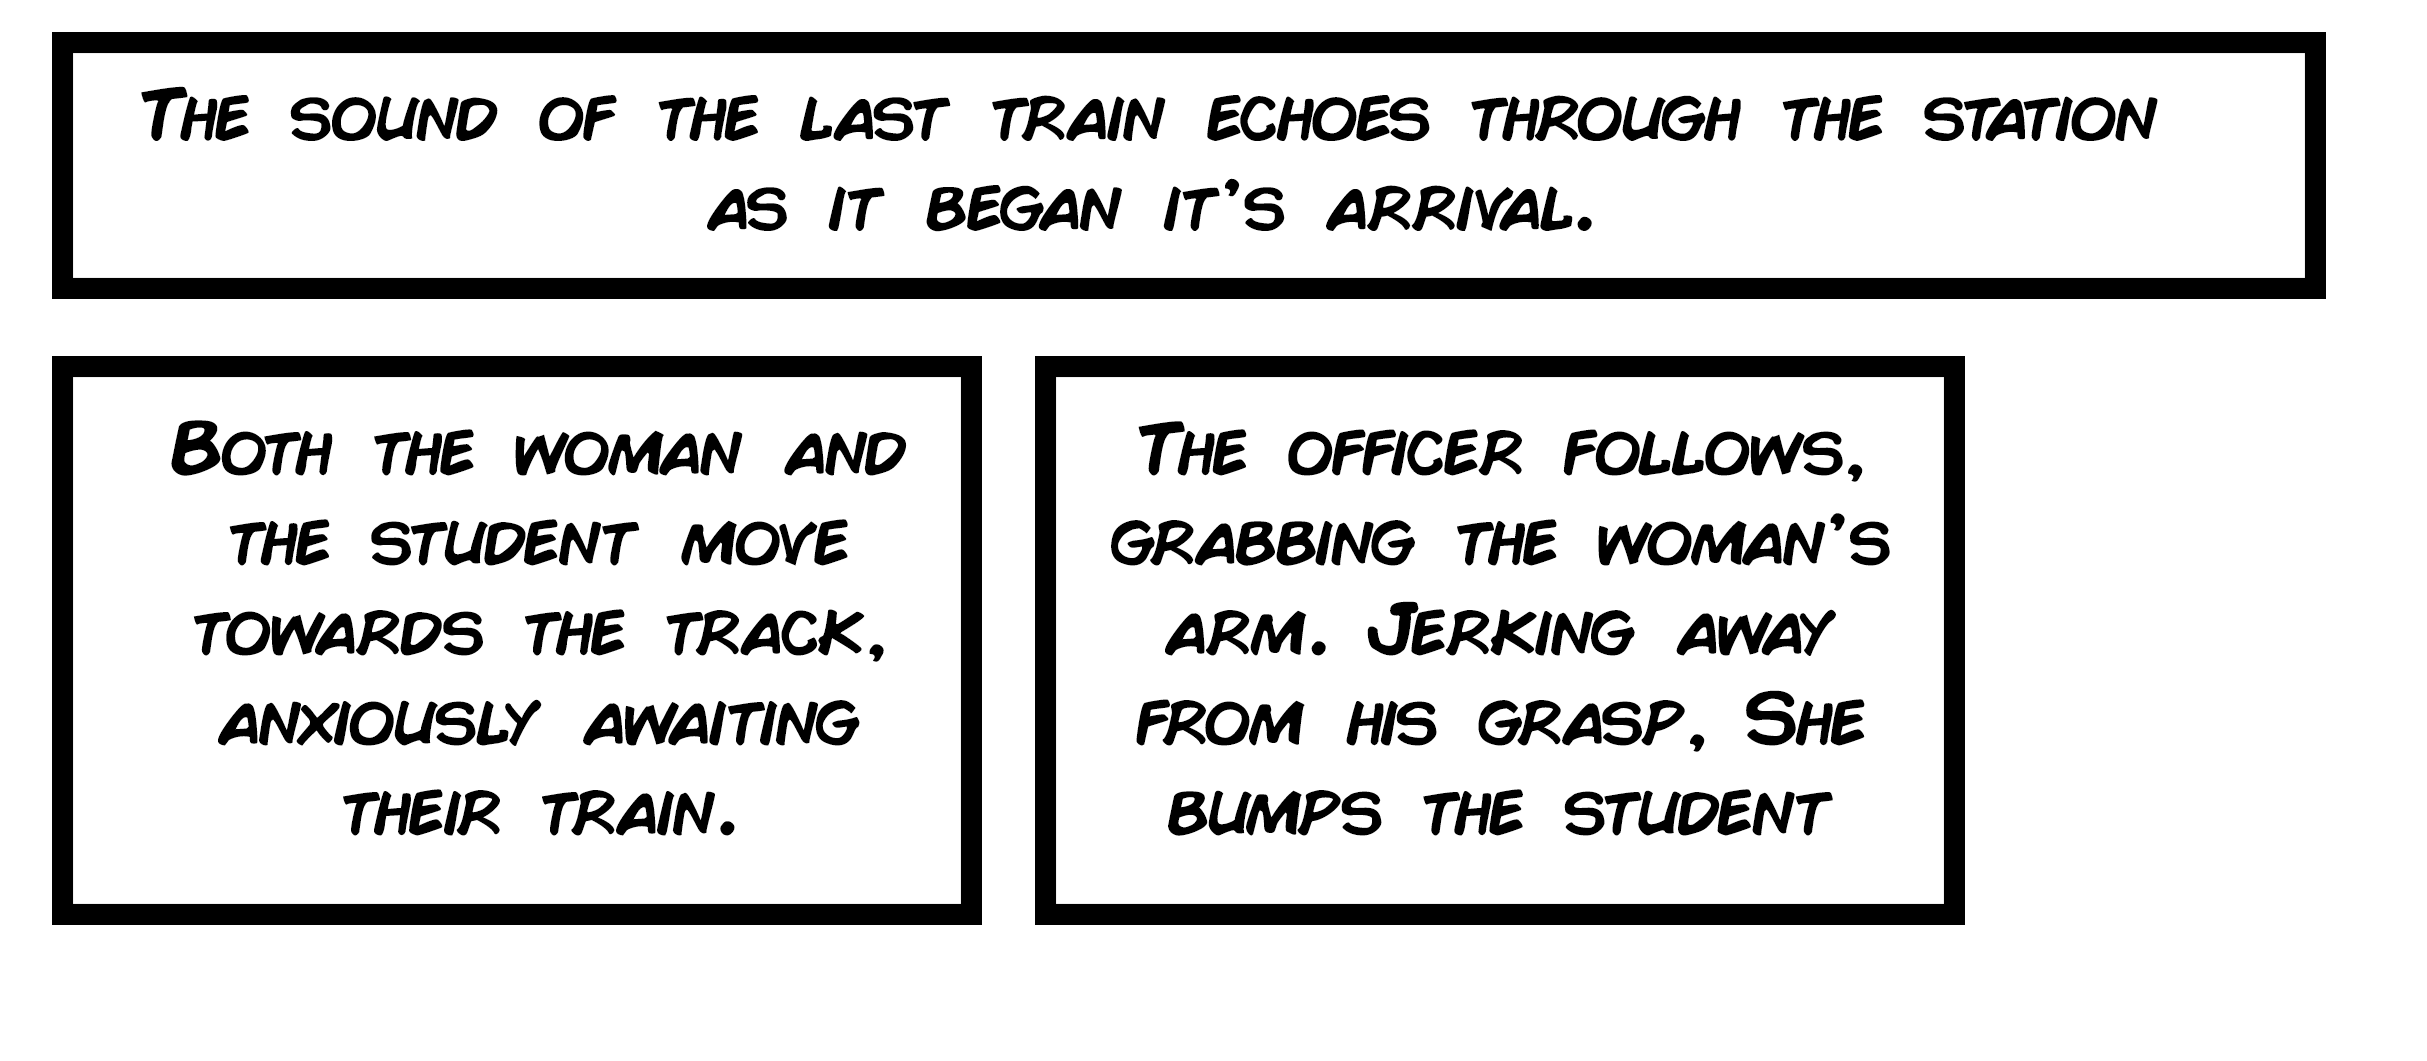 The sound of the last train echoes through the station
as it began it's arrival.
Both the woman and
the student move
towards the track,
anxiously awaiting
their train.
The officer follows,
grabbing the woman's
arm. Jerking away
from his grasp, She
bumps the student